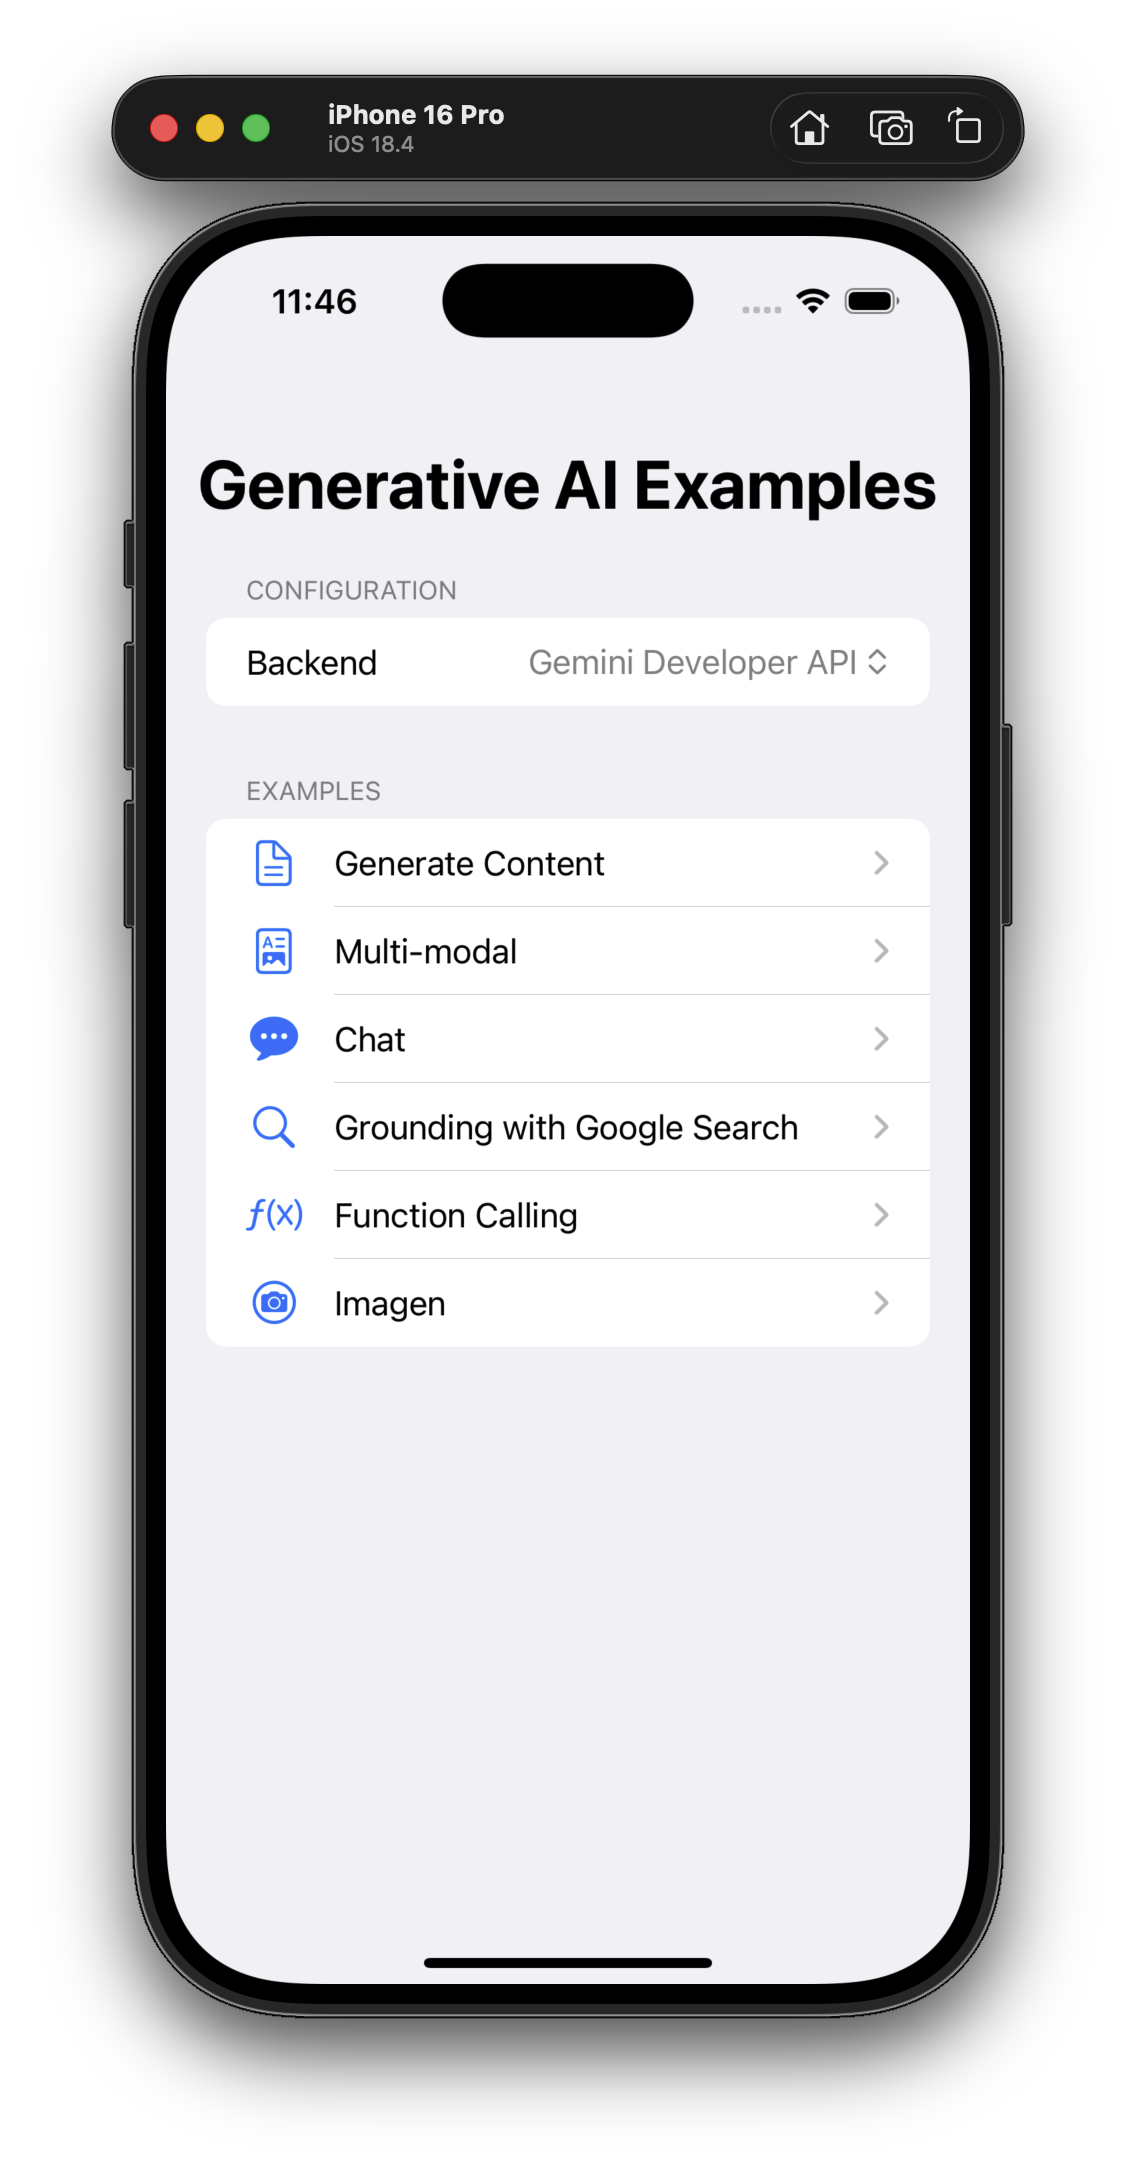 iPhone 16 Pro
iOS 18.4
11:46
Generative AI Examples
CONFIGURATION
Backend Gemini Developer API
EXAMPLES
Generate Content
Multi-modal
Chat
Grounding with Google Search
f(x) Function Calling
Imagen